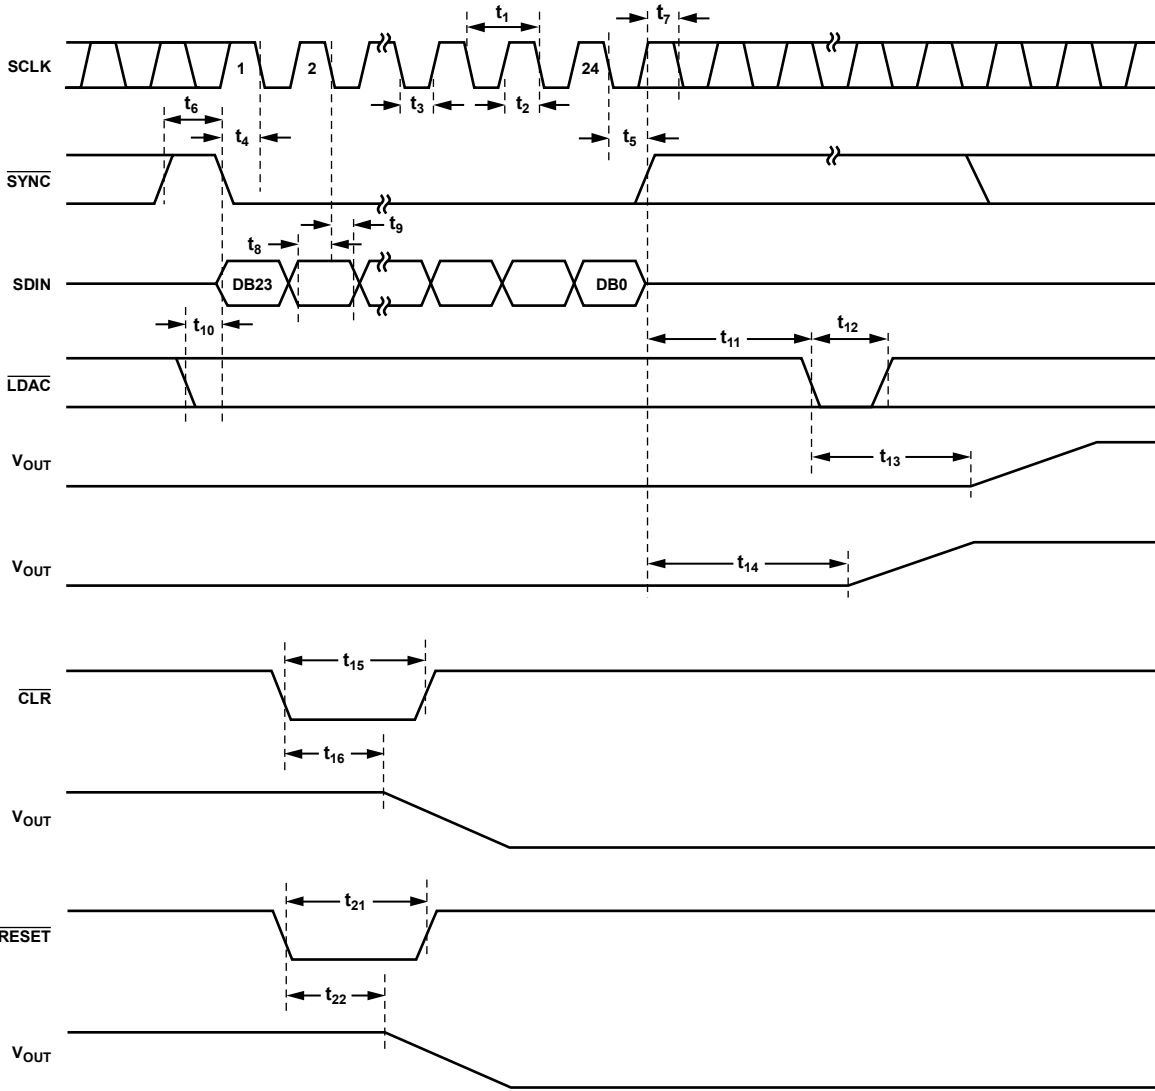 t1
t7
SCLK
1
2
24
t3
t2
t6
t4
t5
SYNC
t9
t8
SDIN
DB23
DB0
t10
t11
t12
LDAC
VOUT
t13
VOUT
t14
t15
CLR
t16
VOUT
t21
RESET
t22
VOUT